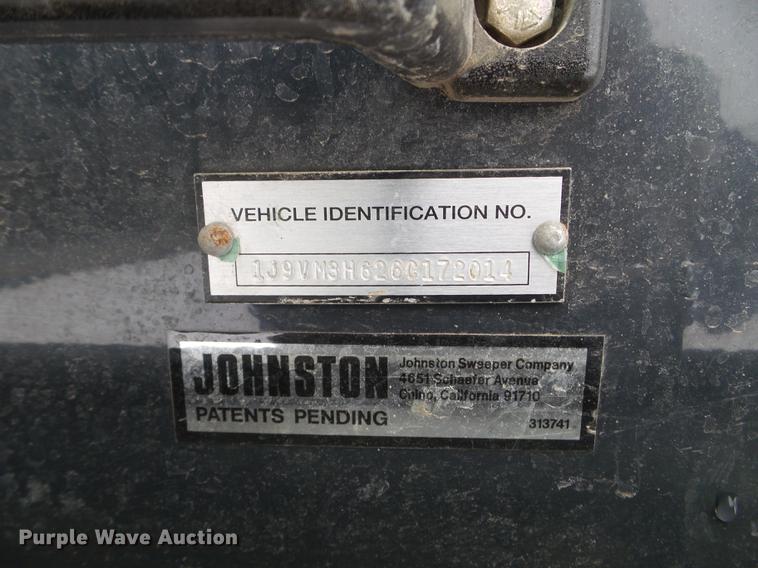 VEHICLE IDENTIFICATION NO.
1J9VM3H626C172014
JOHNSTON
PATENTS PENDING
Johnston Sweeper Company
4651 Schaefer Avenue
Chino, California 91710
313741
Purple Wave Auction